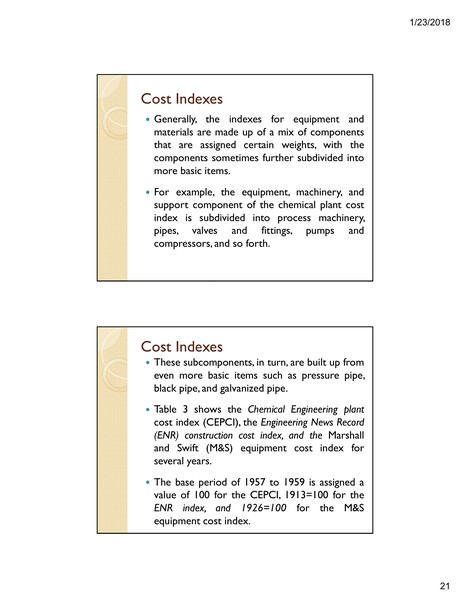 1/23/2018
Cost Indexes
• Generally, the indexes for equipment and
materials are made up of a mix of components
that are assigned certain weights, with the
components sometimes further subdivided into
more basic items.
• For example, the equipment, machinery, and
support component of the chemical plant cost
index is subdivided into process machinery,
pipes, valves and fittings, pumps and
compressors, and so forth.
Cost Indexes
• These subcomponents, in turn, are built up from
even more basic items such as pressure pipe,
black pipe, and galvanized pipe.
• Table 3 shows the Chemical Engineering plant
cost index (CEPCI), the Engineering News Record
(ENR) construction cost index, and the Marshall
and Swift (M&S) equipment cost index for
several years.
• The base period of 1957 to 1959 is assigned a
value of 100 for the CEPCI, 1913=100 for the
ENR index, and 1926=100 for the M&S
equipment cost index.
21